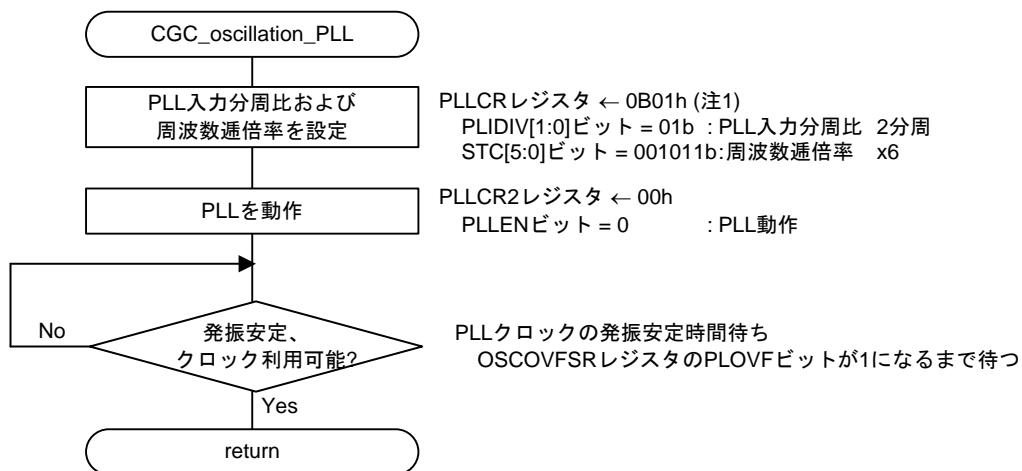 CGC_oscillation_PLL
PLL入力分周比および
周波数逓倍率を設定
PLLCRレジスタ ← 0B01h (注1)
PLIDIV[1:0]ビット = 01b : PLL入力分周比 2分周
STC[5:0]ビット = 001011b:周波数逓倍率 x6
PLLを動作
PLLCR2レジスタ ← 00h
PLLENビット = 0 : PLL動作
No
発振安定、
クロック利用可能?
PLLクロックの発振安定時間待ち
OSCOVFSRレジスタのPLOVFビットが1になるまで待つ
Yes
return